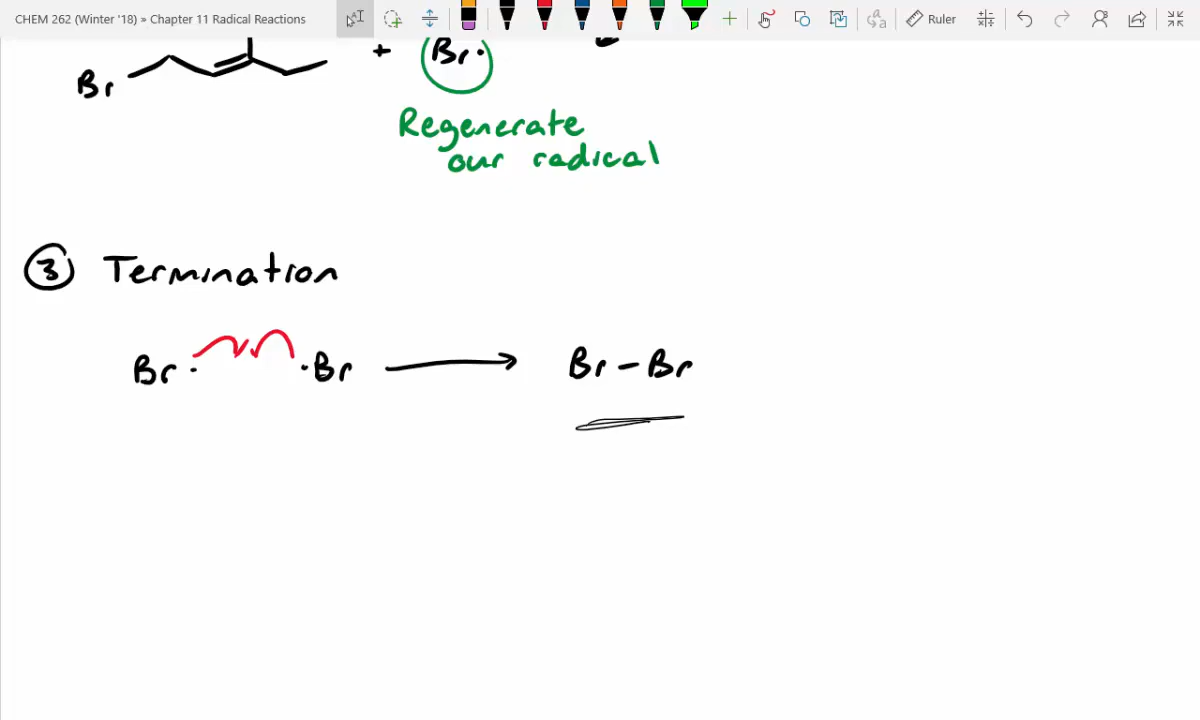 CHEM 262 (Winter '18) » Chapter 11 Radical Reactions
Ruler
Br + Br·
Regenerate
our radical
③ Termination
Br· ·Br → Br–Br